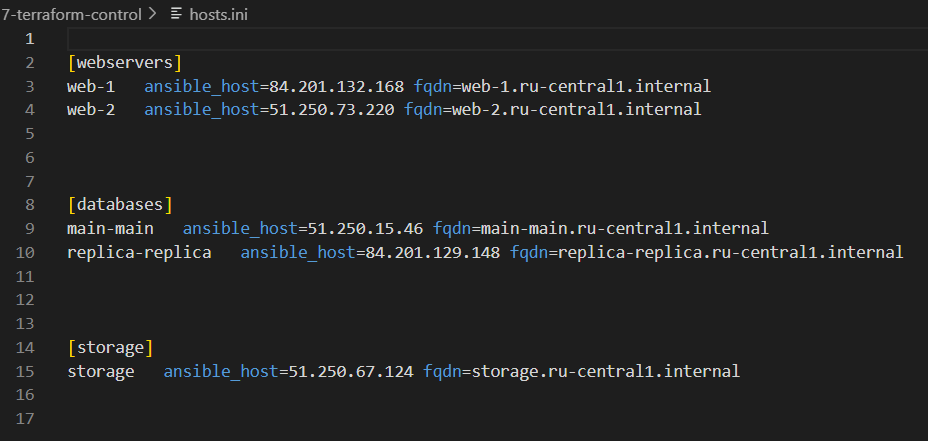 7-terraform-control > hosts.ini
1
2 [webservers]
3 web-1   ansible_host=84.201.132.168 fqdn=web-1.ru-central1.internal
4 web-2   ansible_host=51.250.73.220 fqdn=web-2.ru-central1.internal
5
6
7
8 [databases]
9 main-main   ansible_host=51.250.15.46 fqdn=main-main.ru-central1.internal
10 replica-replica   ansible_host=84.201.129.148 fqdn=replica-replica.ru-central1.internal
11
12
13
14 [storage]
15 storage   ansible_host=51.250.67.124 fqdn=storage.ru-central1.internal
16
17